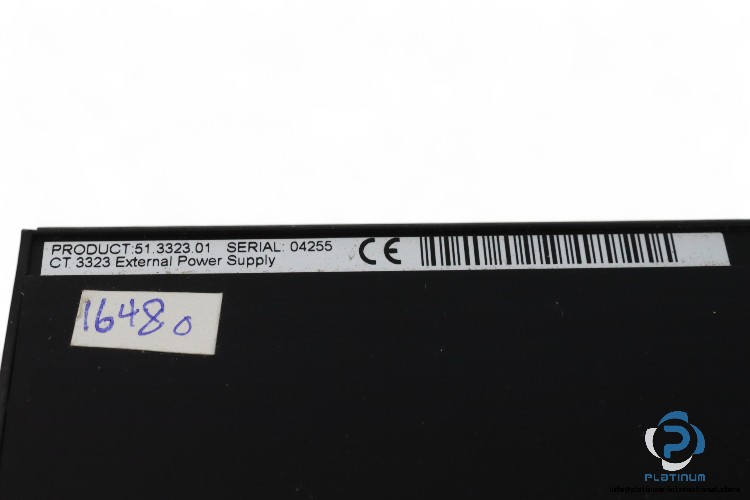 PRODUCT:51.3323.01 SERIAL: 04255
CT 3323 External Power Supply
CE
16480
PLATINUM